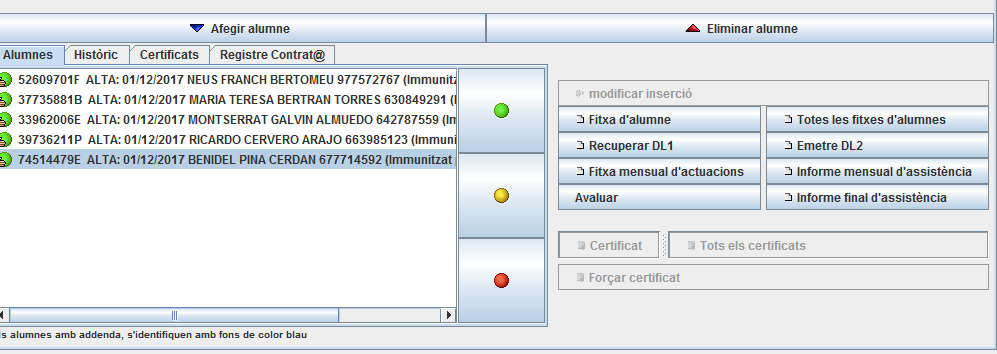 Afegir alumne
Eliminar alumne
Alumnes Històric Certificats Registre Contrat@
52609701F ALTA: 01/12/2017 NEUS FRANCH BERTOMEU 977572767 (Immunitz
37735881B ALTA: 01/12/2017 MARIA TERESA BERTRAN TORRES 630849291 (I
33962006E ALTA: 01/12/2017 MONTSERRAT GALVIN ALMUEDO 642787559 (In
39736211P ALTA: 01/12/2017 RICARDO CERVERO ARAJO 663985123 (Immunitz
74514479E ALTA: 01/12/2017 BENIDEL PINA CERDAN 677714592 (Immunitzat
modificar inserció
Fitxa d'alumne
Totes les fitxes d'alumnes
Recuperar DL1
Emetre DL2
Fitxa mensual d'actuacions
Informe mensual d'assistència
Avaluar
Informe final d'assistència
Certificat
Tots els certificats
Forçar certificat
s alumnes amb addenda, s'identifiquen amb fons de color blau